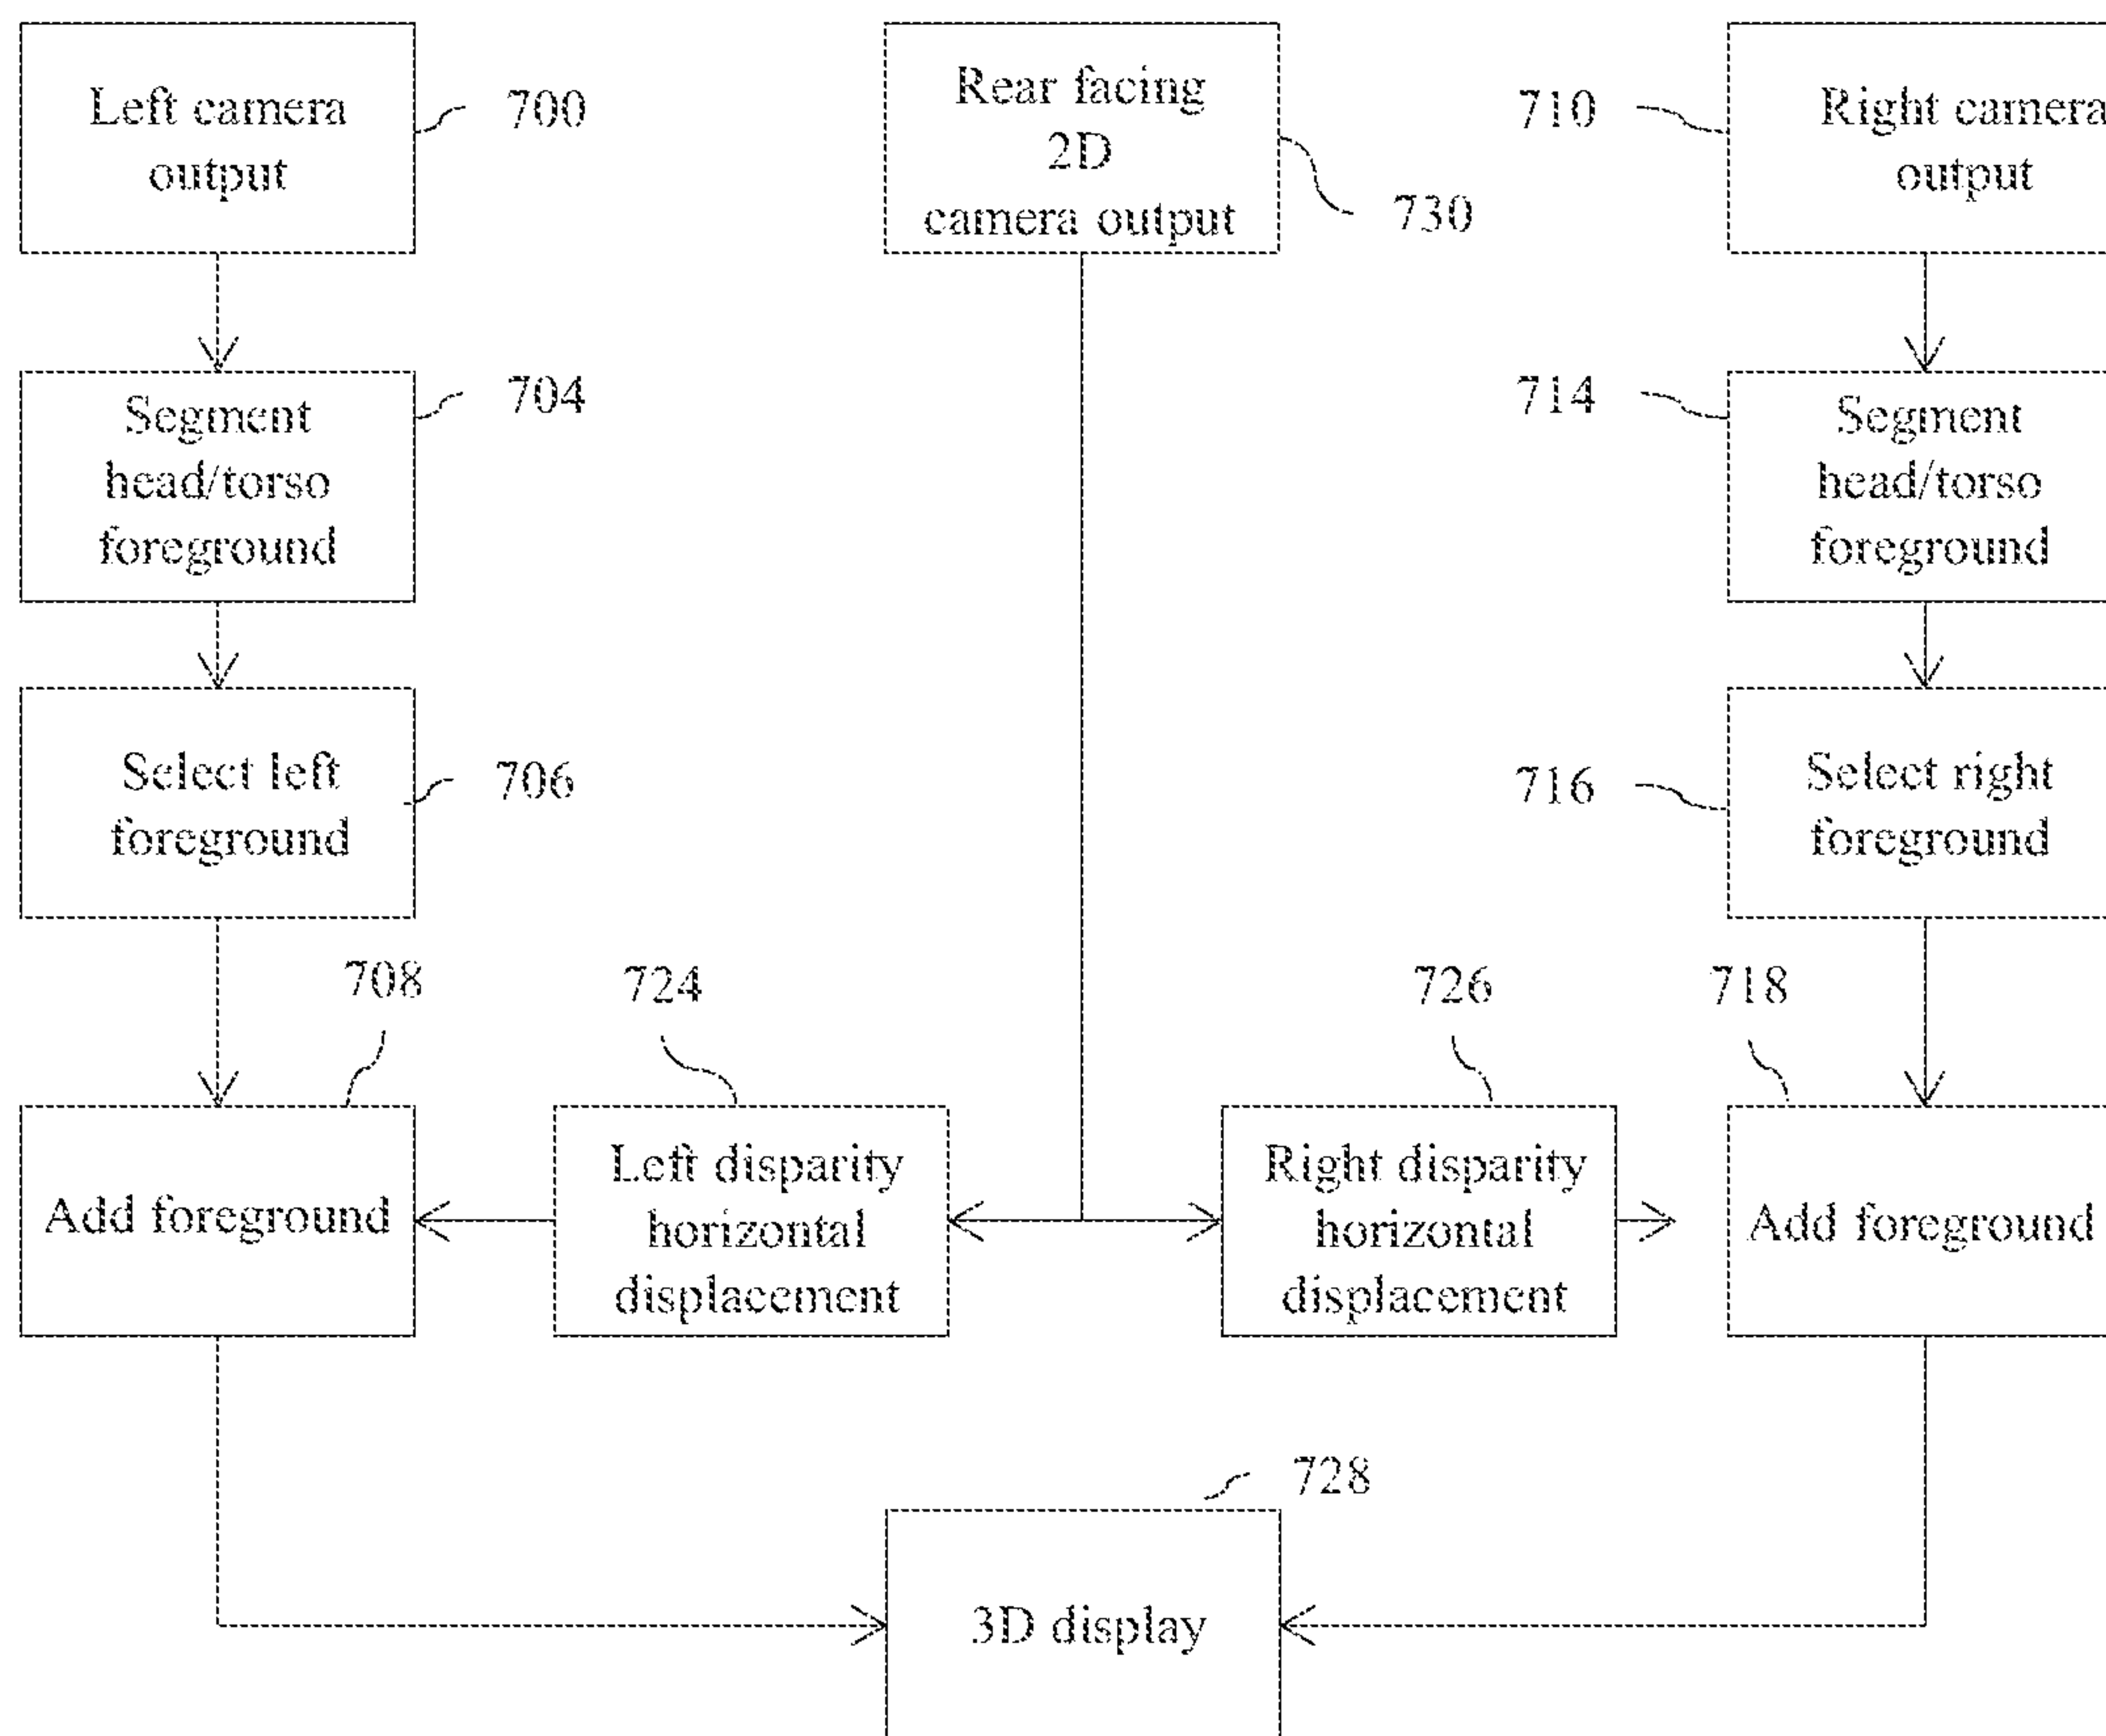 Left camera
output
700
Rear facing
2D
camera output
730
710
Right camera
output
Segment
head/torso
foreground
704
714
Segment
head/torso
foreground
Select left
foreground
706
716
Select right
foreground
708
724
726
718
Add foreground
Left disparity
horizontal
displacement
Right disparity
horizontal
displacement
Add foreground
728
3D display